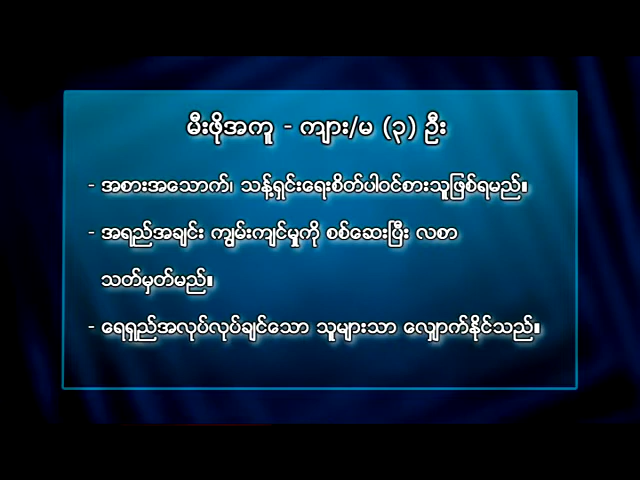 မီးဖိုအကူ - ကျား/မ (၃) ဦး
- အစားအသောက်၊ သန့်ရှင်းရေးစိတ်ပါဝင်စားသူဖြစ်ရမည်။
- အရည်အချင်း ကျွမ်းကျင်မှုကို စစ်ဆေးပြီး လစာ
သတ်မှတ်မည်။
- ရေရှည်အလုပ်လုပ်ချင်သော သူများသာ လျှောက်နိုင်သည်။